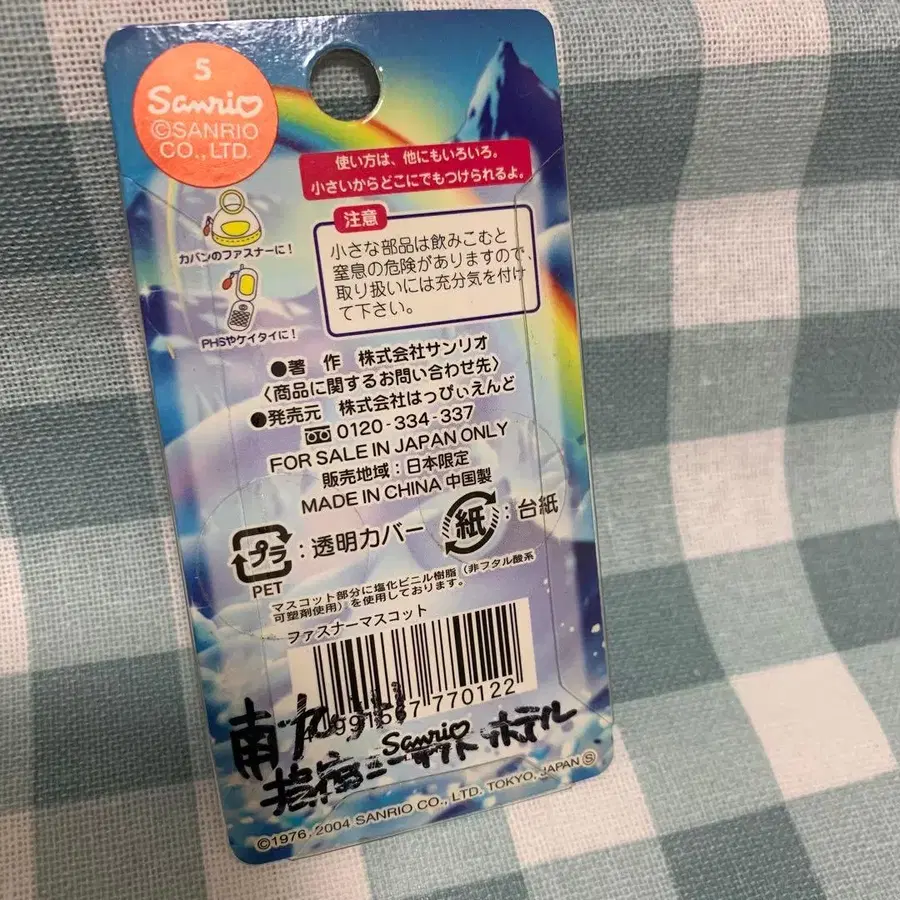 S
Sanrio
©SANRIO
CO.,LTD.
使い方は、他にもいろいろ。
小さいからどこにでもつけられるよ。
カバンのファスナーに!
PHSやケイタイに!
注意
小さな部品は飲みこむと
窒息の危険がありますので、
取り扱いには充分気を付け
て下さい。
●著 作 株式会社サンリオ
〈商品に関するお問い合わせ先〉
●発売元 株式会社はっぴぃえんど
0120-334-337
FOR SALE IN JAPAN ONLY
販売地域:日本限定
MADE IN CHINA 中国製
プラ:透明カバー 紙:台紙
PET
マスコット部分に塩化ビニル樹脂(非フタル酸系
可塑剤使用)を使用しております。
ファスナーマスコット
770122
Sanrio
ホテル
©1976, 2004 SANRIO CO., LTD. TOKYO, JAPAN Ⓢ